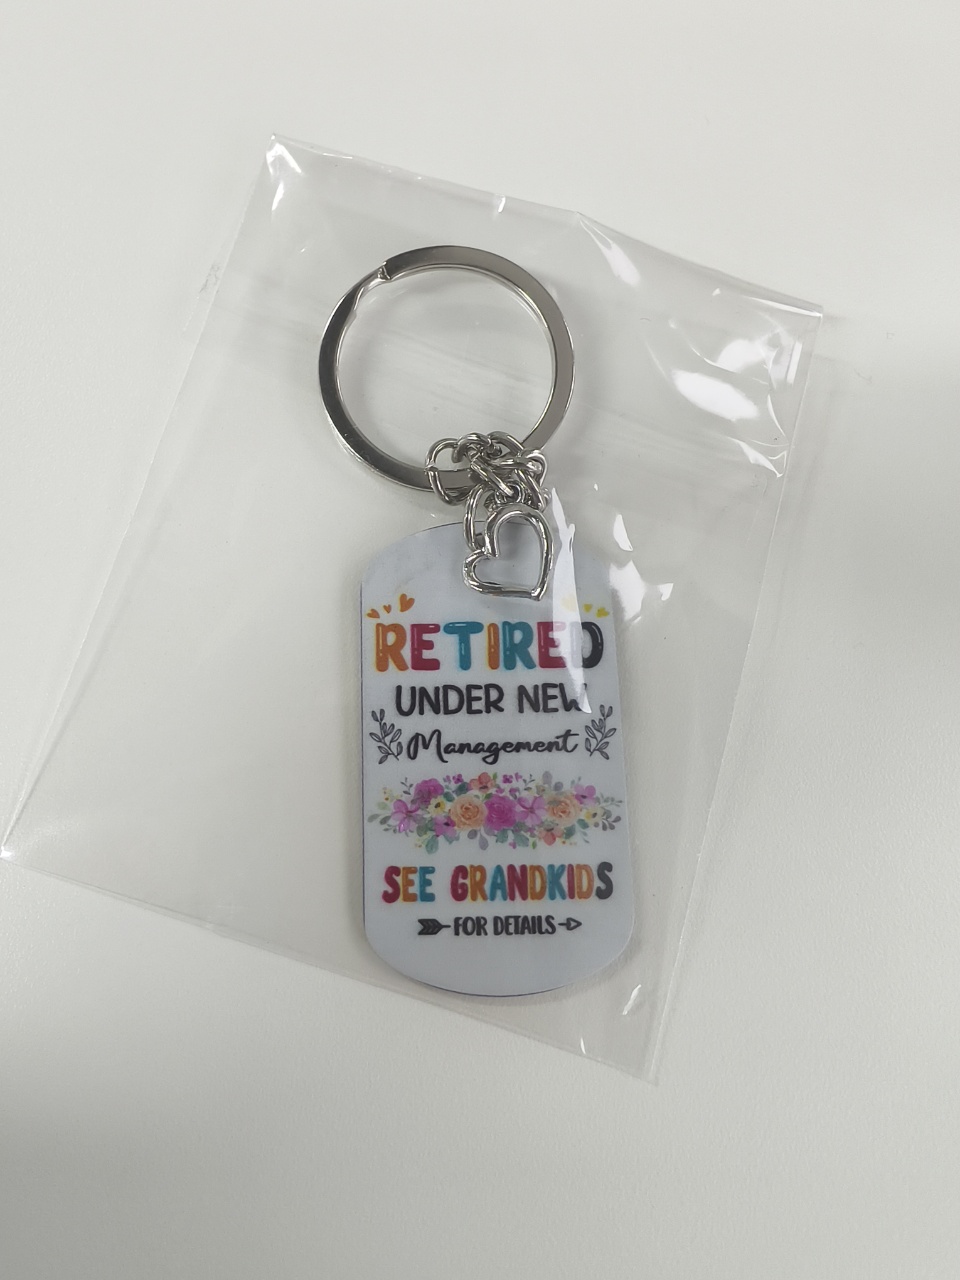 RETIRED
UNDER NEW
Management
SEE GRANDKIDS
FOR DETAILS